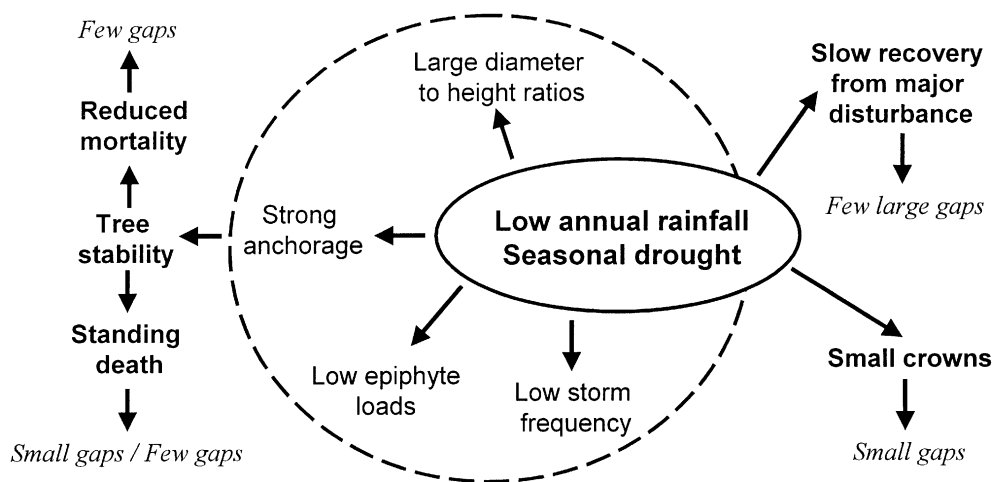 Few gaps
Reduced
mortality
Tree
stability
Standing
death
Small gaps / Few gaps
Large diameter
to height ratios
Strong
anchorage
Low annual rainfall
Seasonal drought
Low epiphyte
loads
Low storm
frequency
Slow recovery
from major
disturbance
Few large gaps
Small crowns
Small gaps